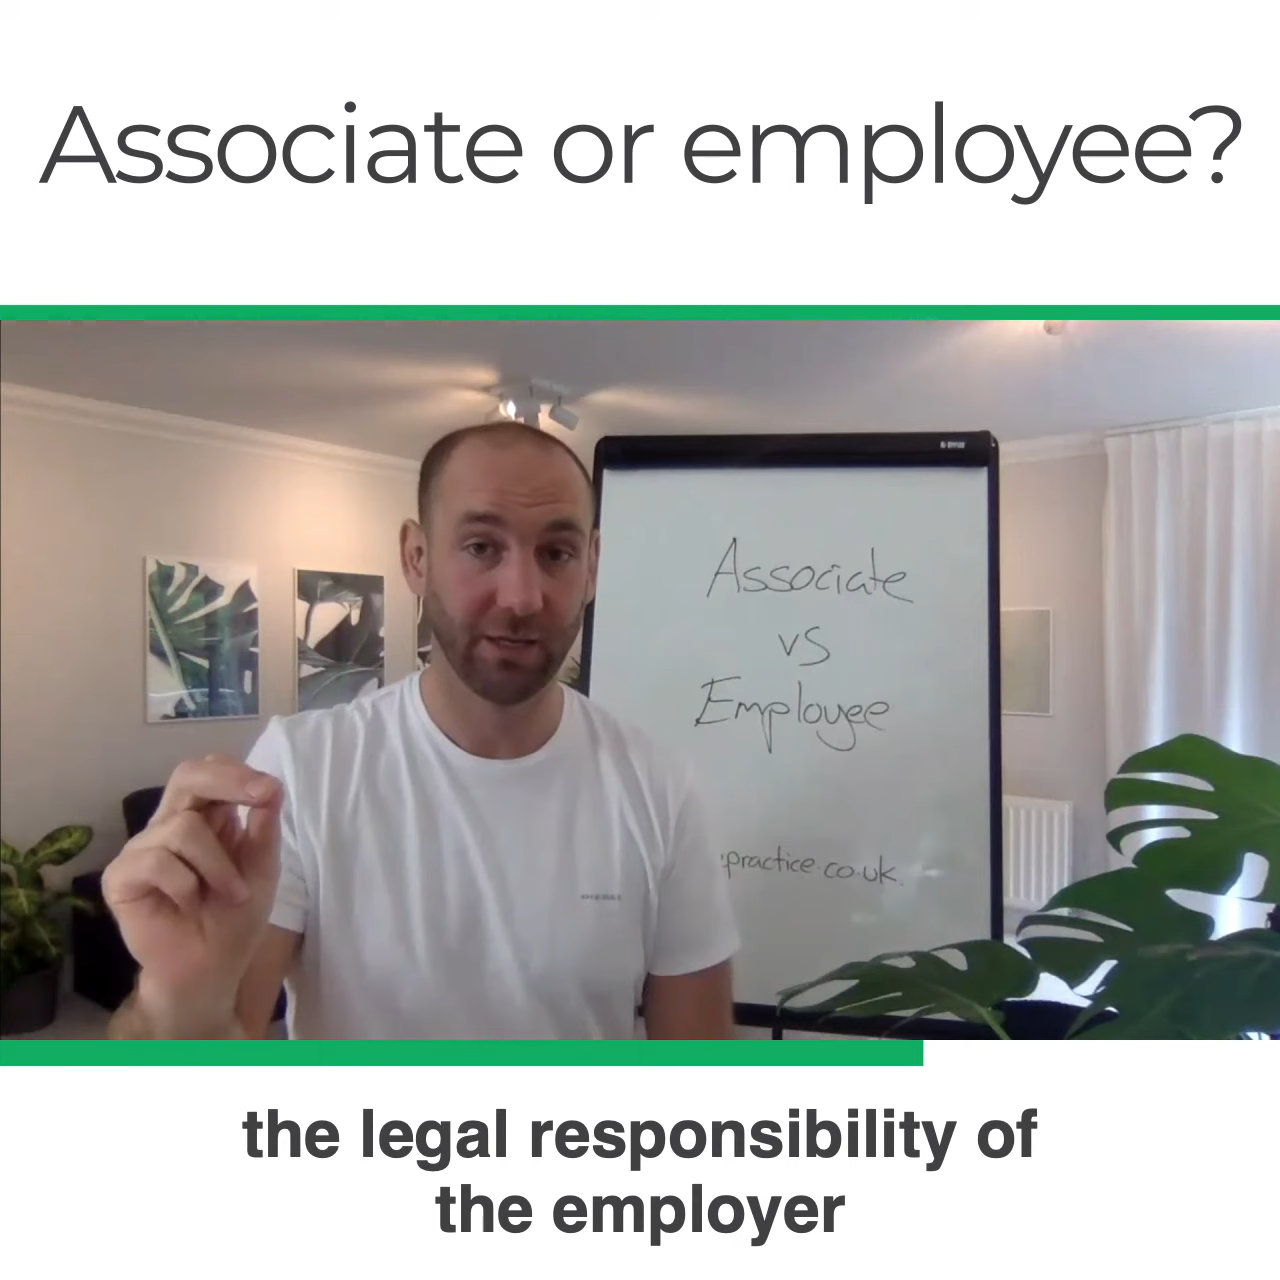 Associate or employee?
Associate
vs
Employee
practice.co.uk
the legal responsibility of
the employer